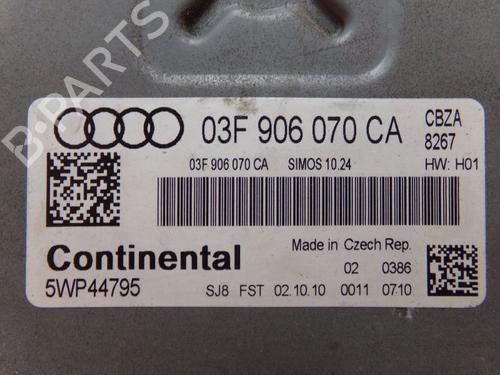 B-PARTS
03F 906 070 CA
CBZA
8267
03F 906 070 CA SIMOS 10.24
HW: H01
Continental
Made in Czech Rep.
02 0386
5WP44795
SJ8 FST 02.10.10 0011 0710